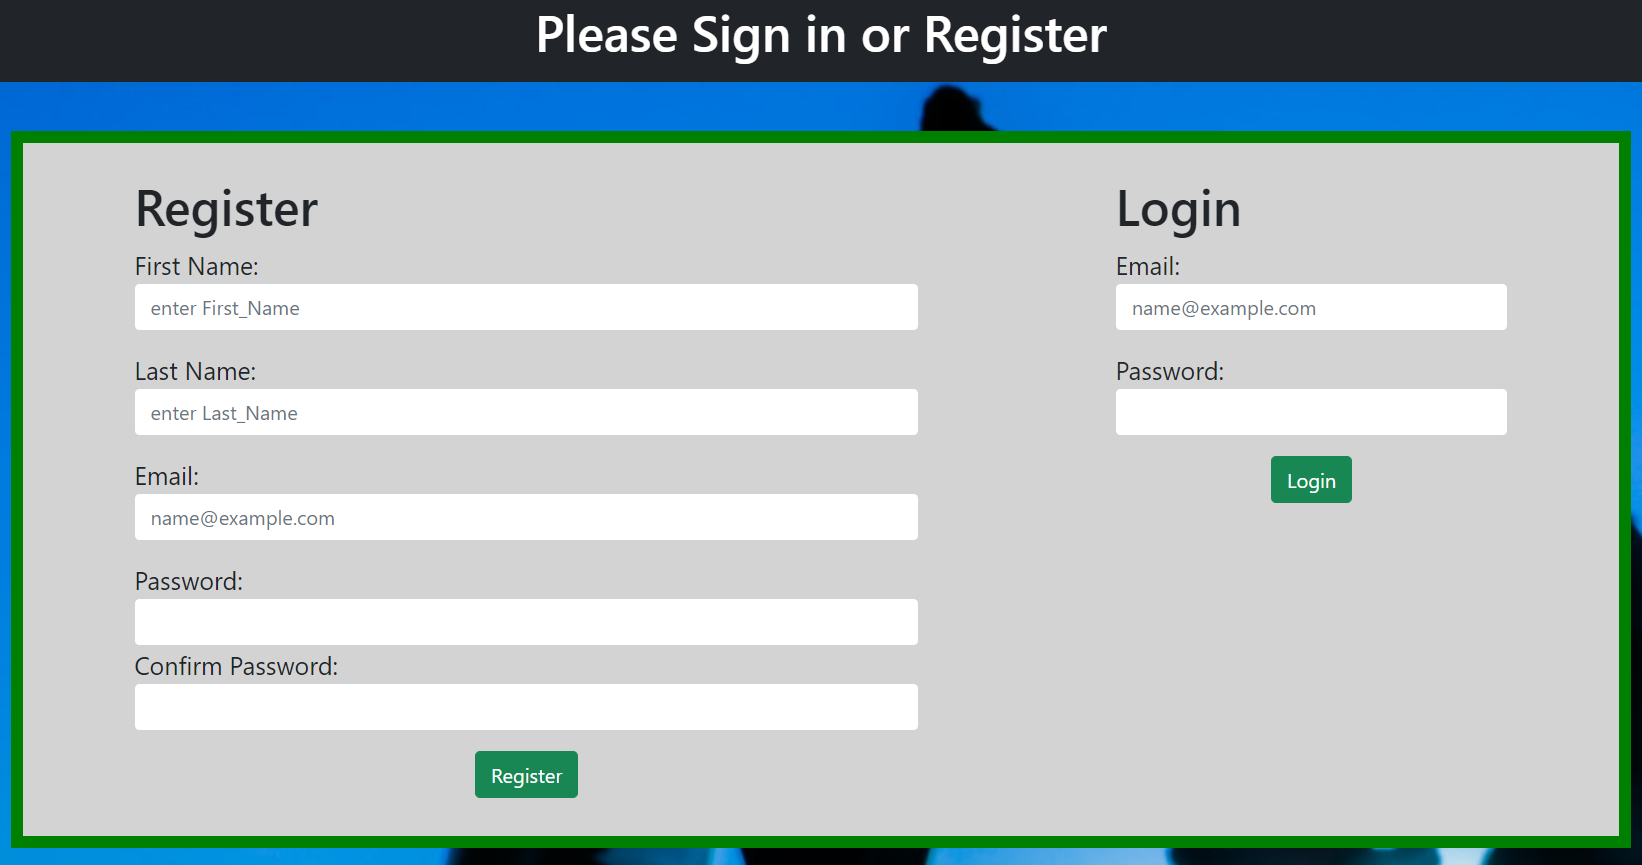 Please Sign in or Register
Register
First Name:
enter First_Name
Last Name:
enter Last_Name
Email:
name@example.com
Password:
Confirm Password:
Register
Login
Email:
name@example.com
Password:
Login